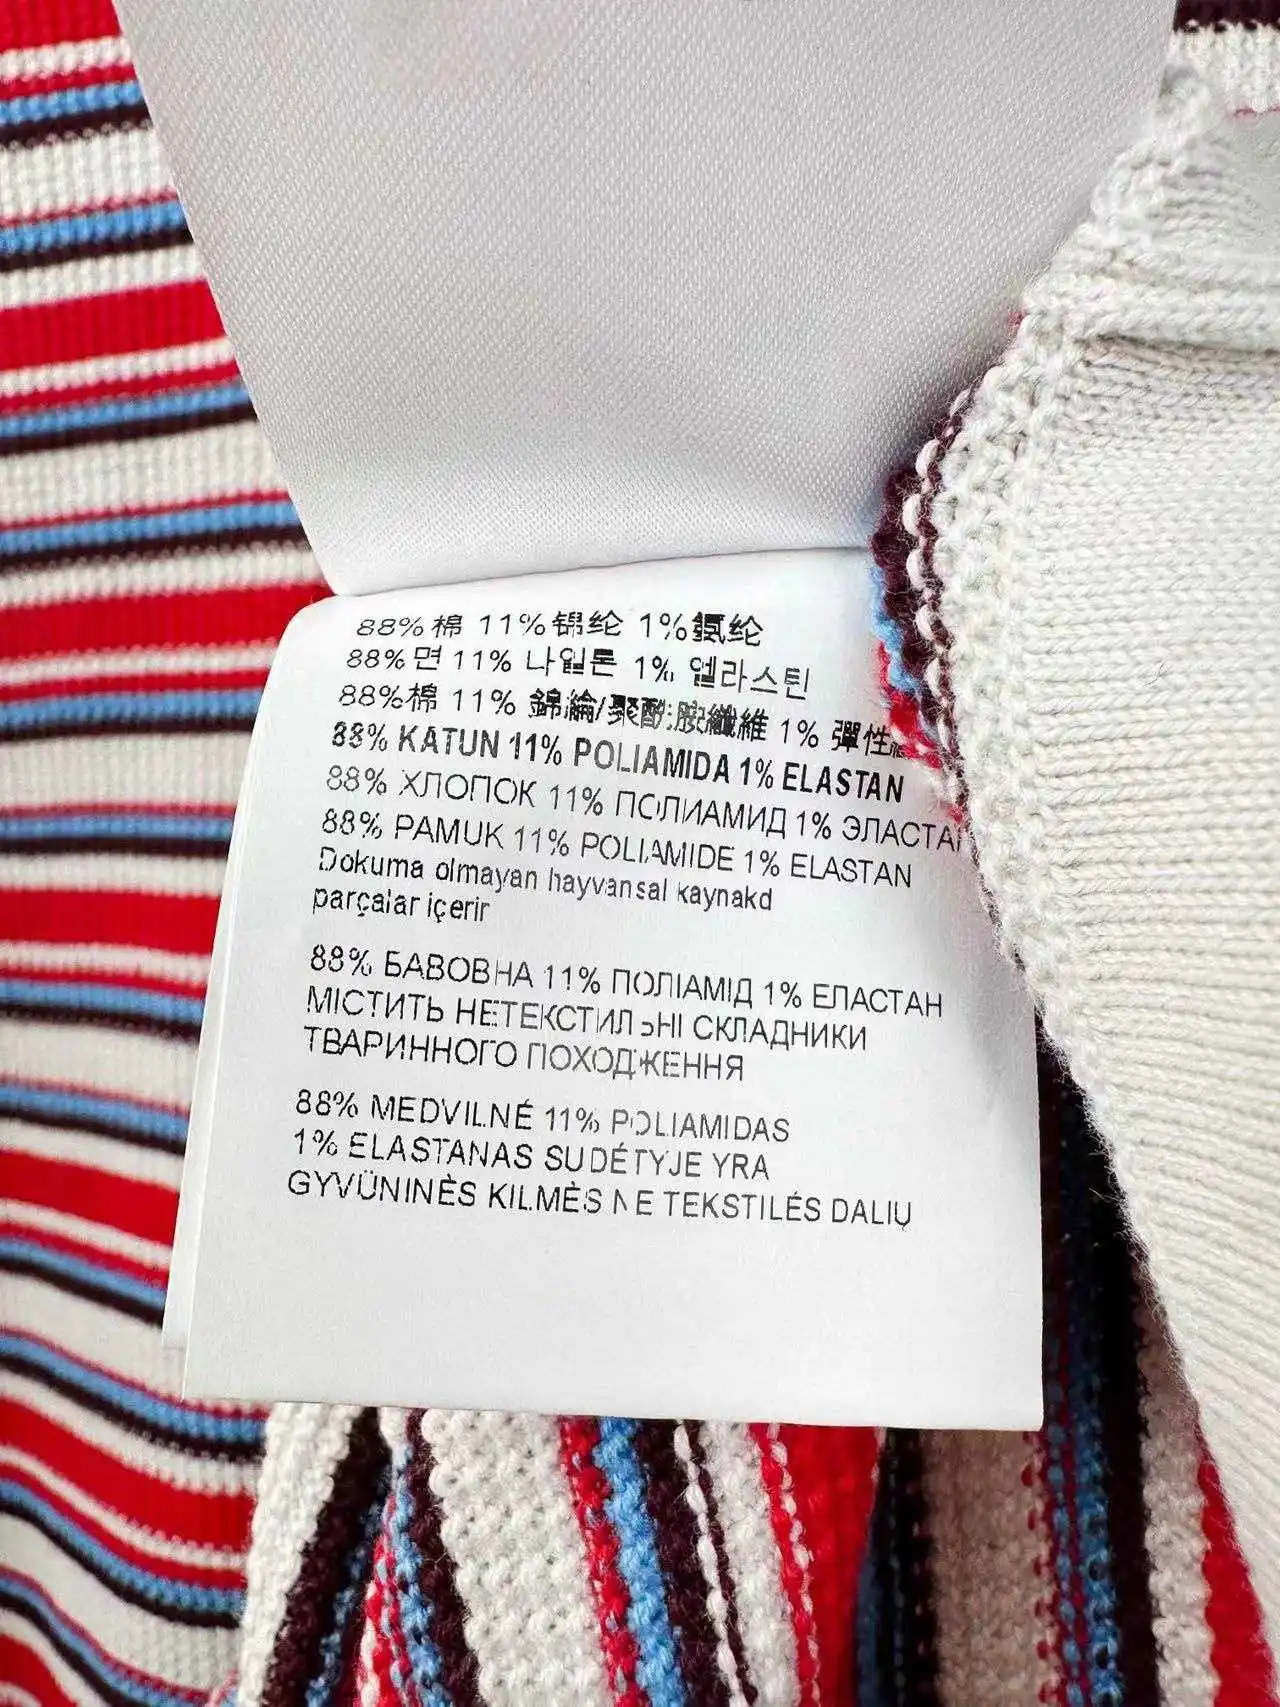 88%棉 11%锦纶 1%氨纶
88%면 11% 나일론 1% 엘라스틴
88%棉 11% 錦綸/聚酰胺纖維 1% 彈性
88% KATUN 11% POLIAMIDA 1% ELASTAN
88% ХЛОПОК 11% ПОЛИАМИД 1% ЭЛАСТА
88% PAMUK 11% POLIAMIDE 1% ELASTAN
Dokuma olmayan hayvansal kaynakd
parçalar içerir
88% БАВОВНА 11% ПОЛІАМІД 1% ЕЛАСТАН
МІСТИТЬ НЕТЕКСТИЛЬНІ СКЛАДНИКИ
ТВАРИННОГО ПОХОДЖЕННЯ
88% MEDVILNÉ 11% POLIAMIDAS
1% ELASTANAS SUDÉTYJE YRA
GYVŪNINĖS KILMĖS NE TEKSTILÉS DALIŲ